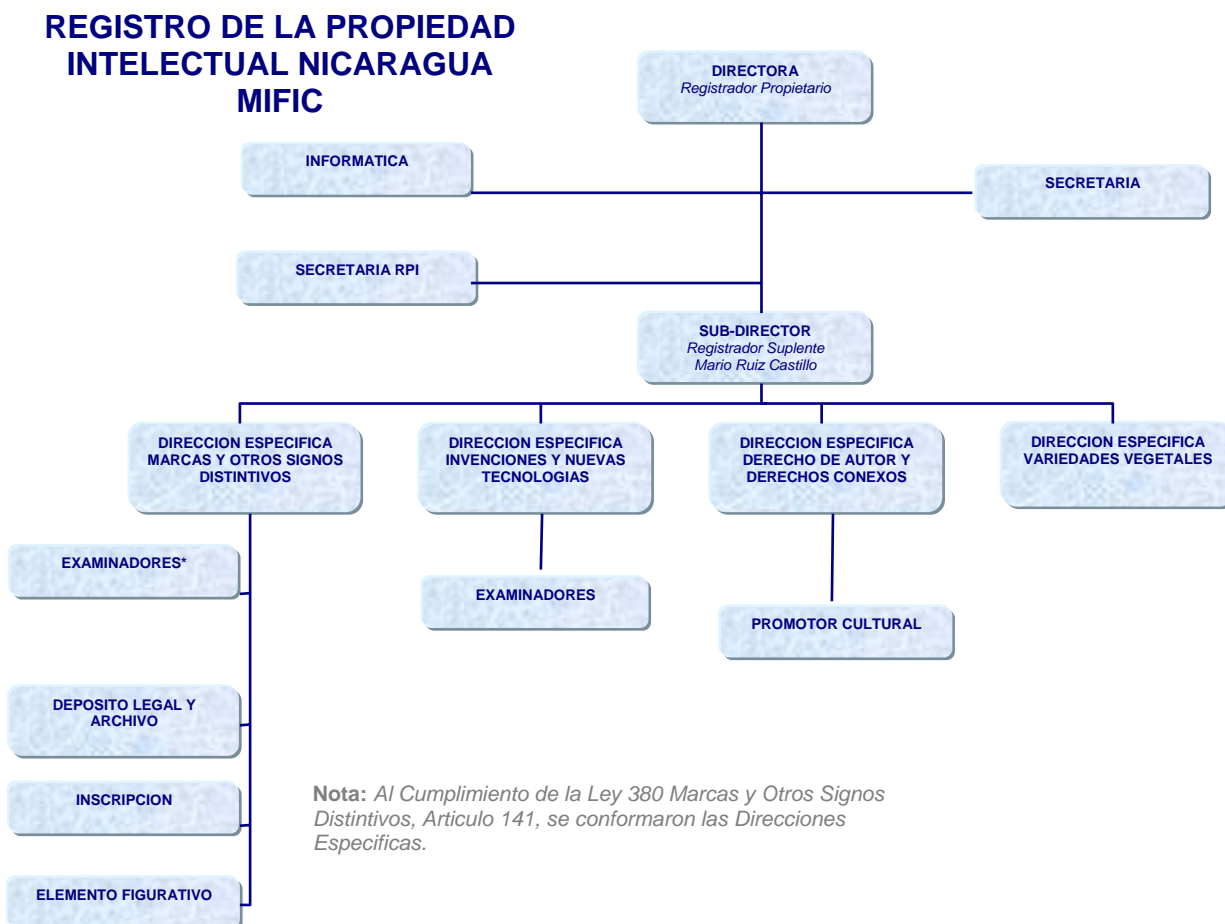 REGISTRO DE LA PROPIEDAD
INTELECTUAL NICARAGUA
MIFIC
DIRECTORA
Registrador Propietario
INFORMATICA
SECRETARIA
SECRETARIA RPI
SUB-DIRECTOR
Registrador Suplente
Mario Ruiz Castillo
DIRECCION ESPECIFICA
MARCAS Y OTROS SIGNOS
DISTINTIVOS
DIRECCION ESPECIFICA
INVENCIONES Y NUEVAS
TECNOLOGIAS
DIRECCION ESPECIFICA
DERECHO DE AUTOR Y
DERECHOS CONEXOS
DIRECCION ESPECIFICA
VARIEDADES VEGETALES
EXAMINADORES*
EXAMINADORES
PROMOTOR CULTURAL
DEPOSITO LEGAL Y
ARCHIVO
INSCRIPCION
ELEMENTO FIGURATIVO
Nota: Al Cumplimiento de la Ley 380 Marcas y Otros Signos
Distintivos, Articulo 141, se conformaron las Direcciones
Especificas.